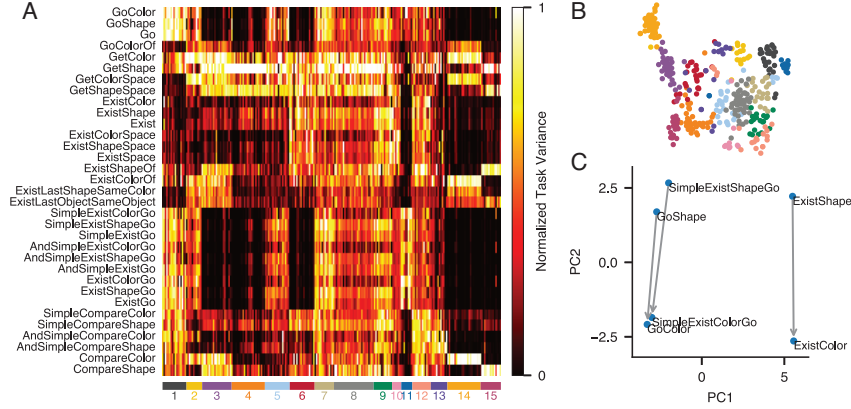 A
GoColor
GoShape
Go
GoColorOf
GetColor
GetShape
GetColorSpace
GetShapeSpace
ExistColor
ExistShape
Exist
ExistColorSpace
ExistShapeSpace
ExistSpace
ExistShapeOf
ExistColorOf
ExistLastShapeSameColor
ExistLastObjectSameObject
SimpleExistColorGo
SimpleExistShapeGo
SimpleExistGo
AndSimpleExistColorGo
AndSimpleExistShapeGo
AndSimpleExistGo
ExistColorGo
ExistShapeGo
ExistGo
SimpleCompareColor
SimpleCompareShape
AndSimpleCompareColor
AndSimpleCompareShape
CompareColor
CompareShape
1 2 3 4 5 6 7 8 9 10 11 12 13 14 15
1
Normalized Task Variance
0
B
C
2.5
0.0
−2.5
PC2
SimpleExistShapeGo
GoShape
ExistShape
SimpleExistColorGo
GoColor
ExistColor
0 5
PC1